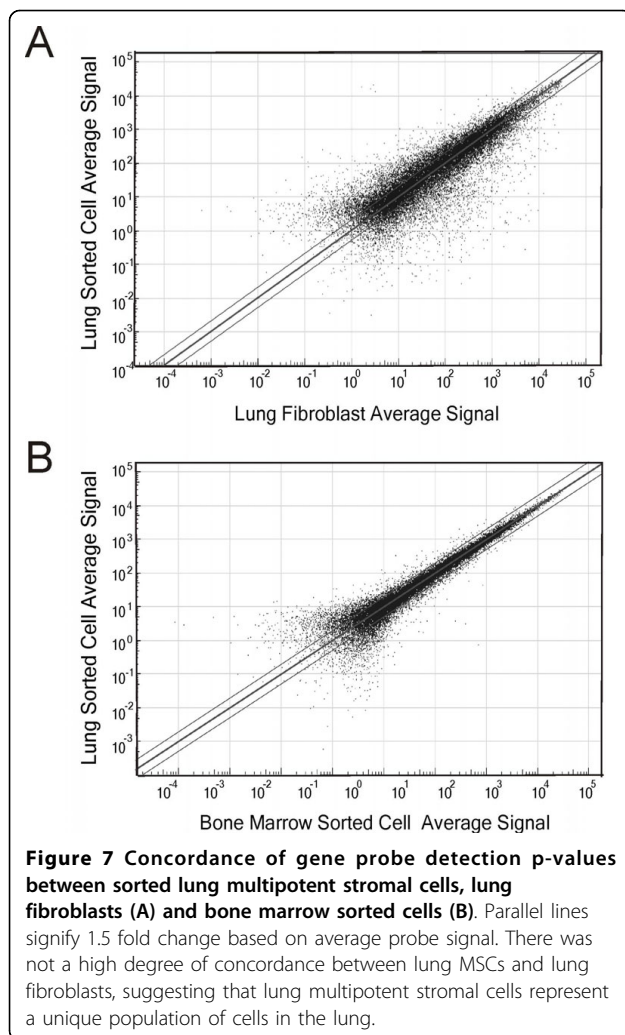 A
10^5
10^4
10^3
10^2
10^1
10^0
10^-1
10^-2
10^-3
10^-4
Lung Sorted Cell Average Signal
10^-4 10^-3 10^-2 10^-1 10^0 10^1 10^2 10^3 10^4 10^5
Lung Fibroblast Average Signal
B
10^5
10^4
10^3
10^2
10^1
10^0
10^-1
10^-2
10^-3
Lung Sorted Cell Average Signal
10^-4 10^-3 10^-2 10^-1 10^0 10^1 10^2 10^3 10^4 10^5
Bone Marrow Sorted Cell Average Signal
Figure 7 Concordance of gene probe detection p-values
between sorted lung multipotent stromal cells, lung
fibroblasts (A) and bone marrow sorted cells (B). Parallel lines
signify 1.5 fold change based on average probe signal. There was
not a high degree of concordance between lung MSCs and lung
fibroblasts, suggesting that lung multipotent stromal cells represent
a unique population of cells in the lung.